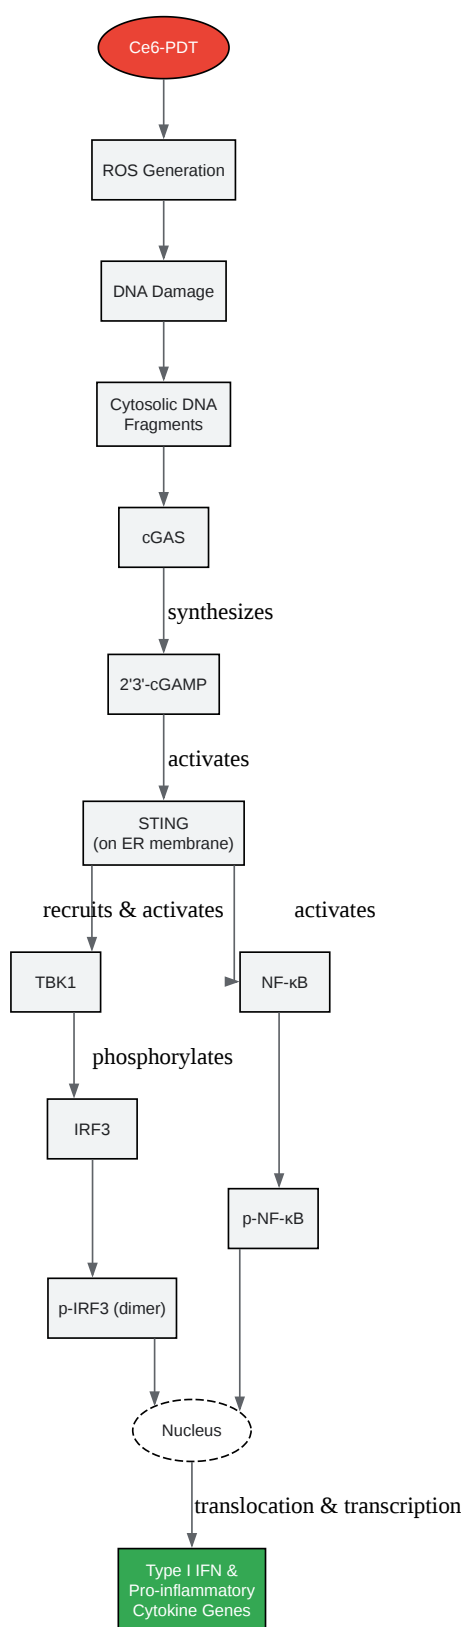 Ce6-PDT
ROS Generation
DNA Damage
Cytosolic DNA
Fragments
cGAS
synthesizes
2'3'-cGAMP
activates
STING
(on ER membrane)
recruits & activates
activates
TBK1
NF-κB
phosphorylates
IRF3
p-NF-κB
p-IRF3 (dimer)
Nucleus
translocation & transcription
Type I IFN &
Pro-inflammatory
Cytokine Genes